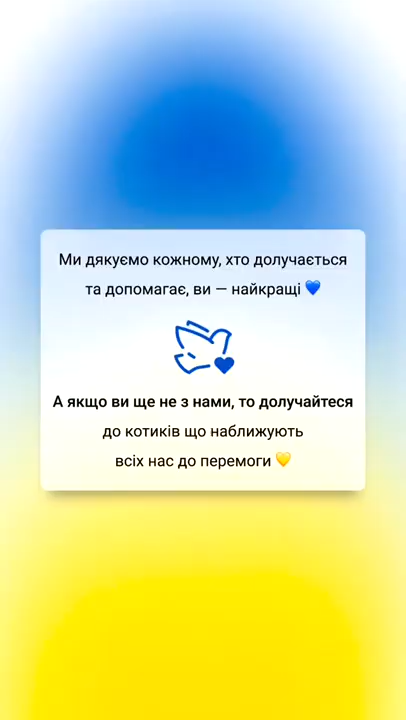 Ми дякуємо кожному, хто долучається
та допомагає, ви — найкращі 💙
А якщо ви ще не з нами, то долучайтеся
до котиків що наближують
всіх нас до перемоги 💛